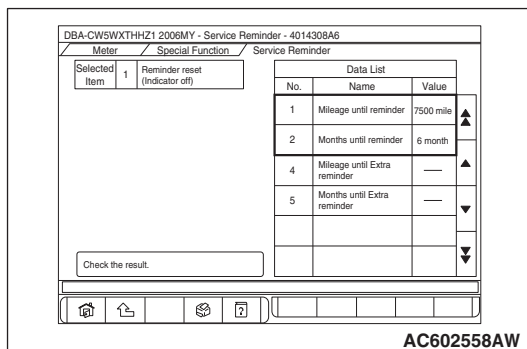 DBA-CW5WXTHHZ1 2006MY - Service Reminder - 4014308A6
Meter / Special Function / Service Reminder
Selected Item 1 Reminder reset (Indicator off)
Data List
No. Name Value
1 Mileage until reminder 7500 mile
2 Months until reminder 6 month
4 Mileage until Extra reminder —
5 Months until Extra reminder —
Check the result.
?
AC602558AW